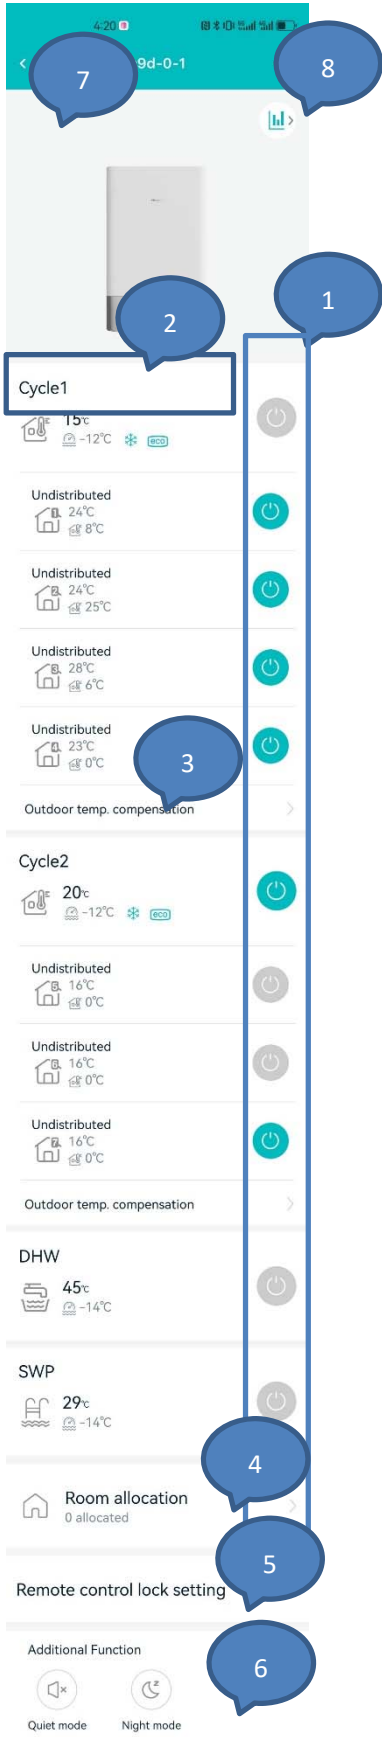 4:20
7
9d-0-1
8
1
2
Cycle1
15℃
-12℃ eco
Undistributed
24℃
8℃
Undistributed
24℃
25℃
Undistributed
28℃
6℃
Undistributed
23℃
0℃
3
Outdoor temp. compensation
Cycle2
20℃
-12℃ eco
Undistributed
16℃
0℃
Undistributed
16℃
0℃
Undistributed
16℃
0℃
Outdoor temp. compensation
DHW
45℃
-14℃
SWP
29℃
-14℃
4
Room allocation
0 allocated
5
Remote control lock setting
6
Additional Function
Quiet mode Night mode